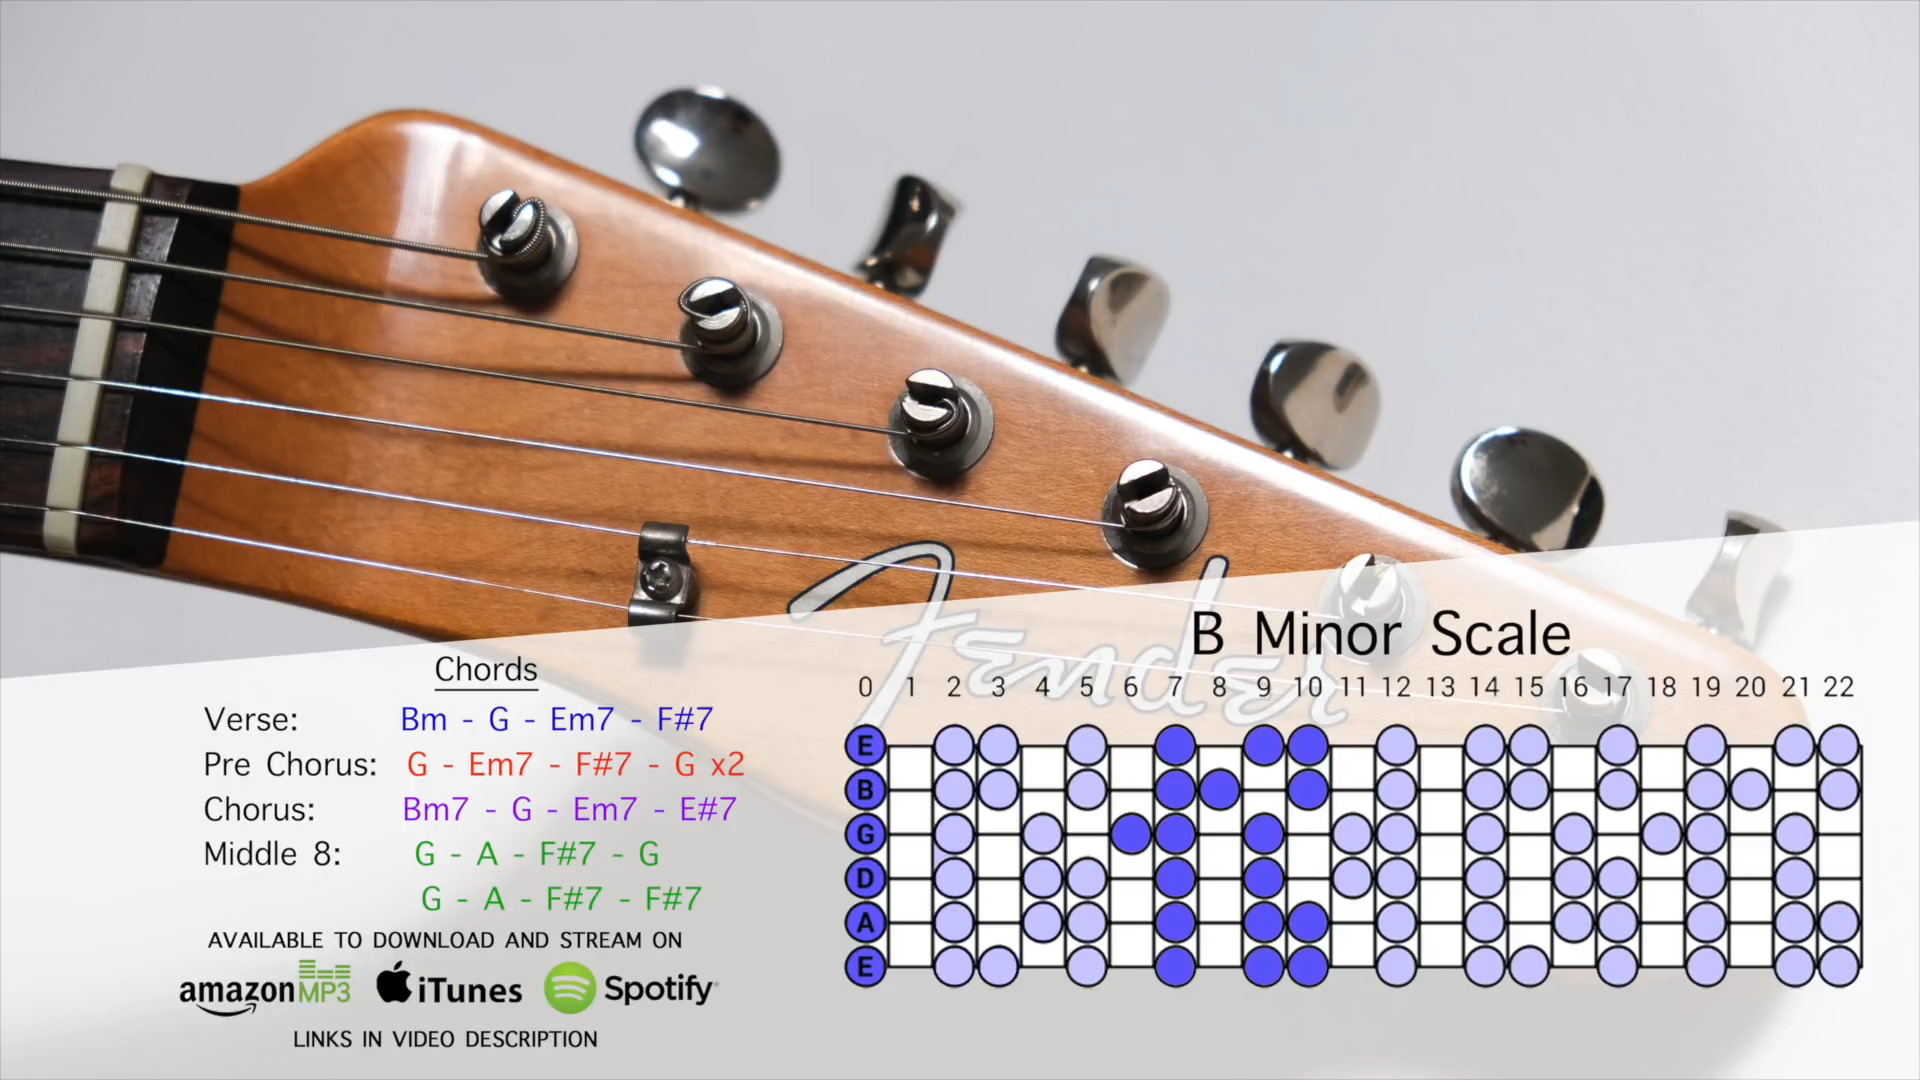 Fender
Chords
Verse: Bm - G - Em7 - F#7
Pre Chorus: G - Em7 - F#7 - G x2
Chorus: Bm7 - G - Em7 - E#7
Middle 8: G - A - F#7 - G
G - A - F#7 - F#7
AVAILABLE TO DOWNLOAD AND STREAM ON
amazonMP3 iTunes Spotify
LINKS IN VIDEO DESCRIPTION
B Minor Scale
0 1 2 3 4 5 6 7 8 9 10 11 12 13 14 15 16 17 18 19 20 21 22
E
B
G
D
A
E